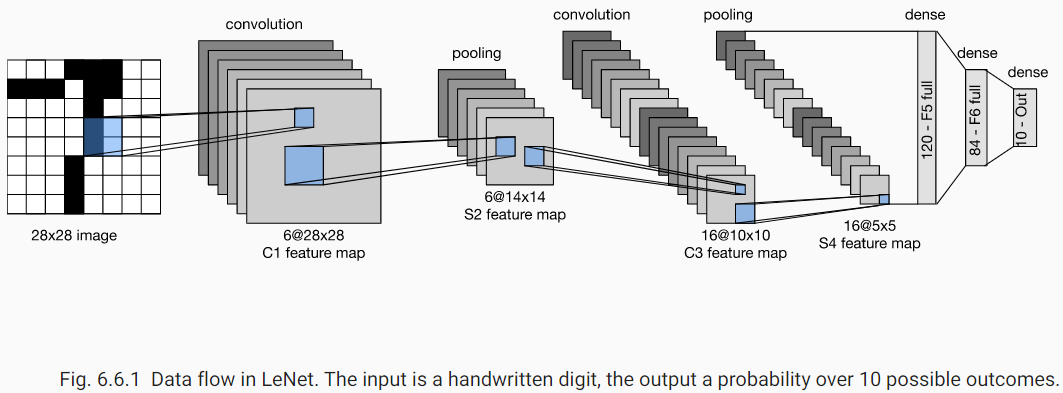 convolution
pooling
convolution
pooling
dense
dense
dense
120 - F5 full
84 - F6 full
10 - Out
28x28 image
6@28x28
C1 feature map
6@14x14
S2 feature map
16@10x10
C3 feature map
16@5x5
S4 feature map
Fig. 6.6.1 Data flow in LeNet. The input is a handwritten digit, the output a probability over 10 possible outcomes.